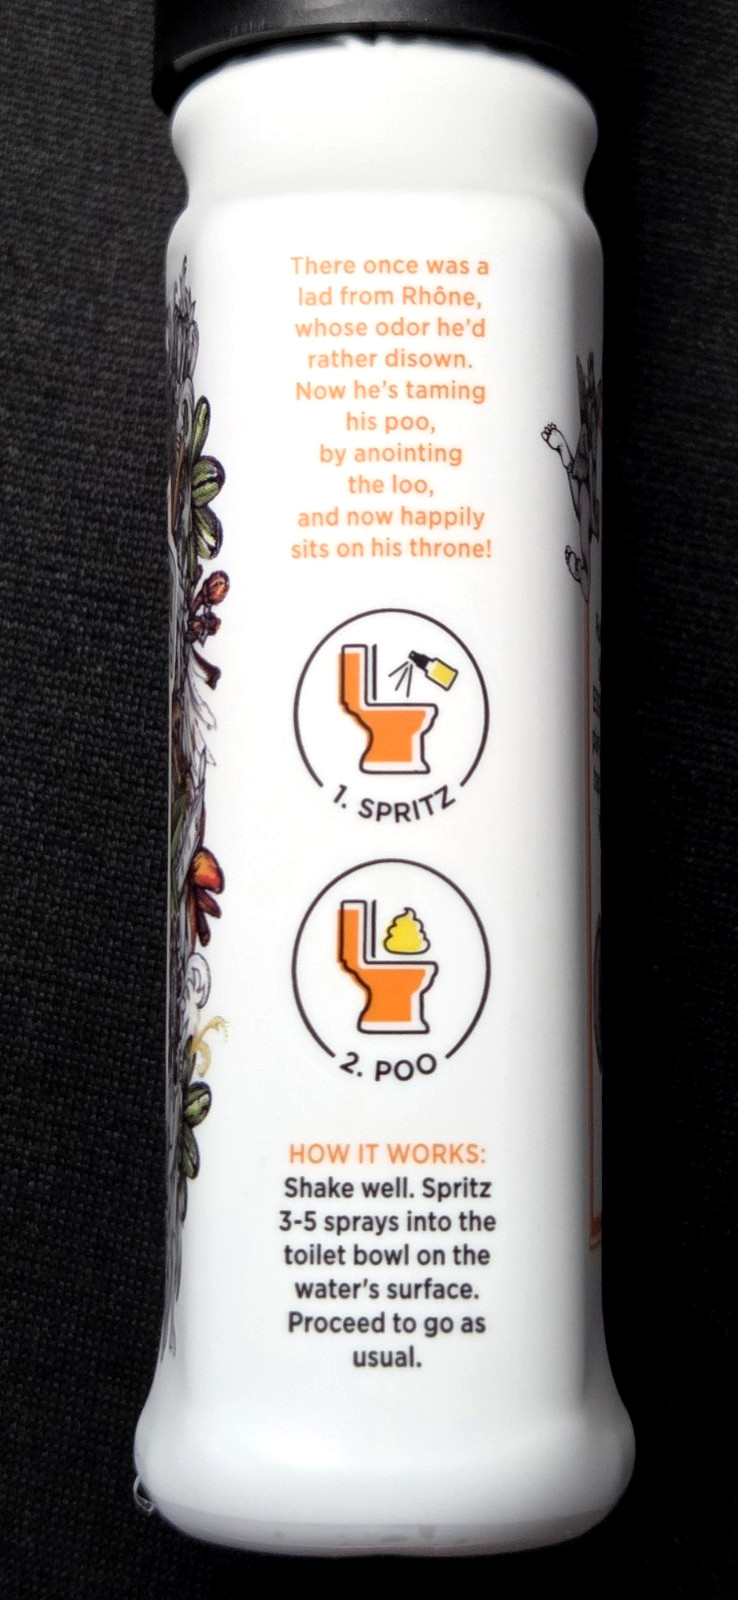 There once was a
lad from Rhône,
whose odor he'd
rather disown.
Now he's taming
his poo,
by anointing
the loo,
and now happily
sits on his throne!
1. SPRITZ
2. POO
HOW IT WORKS:
Shake well. Spritz
3-5 sprays into the
toilet bowl on the
water's surface.
Proceed to go as
usual.